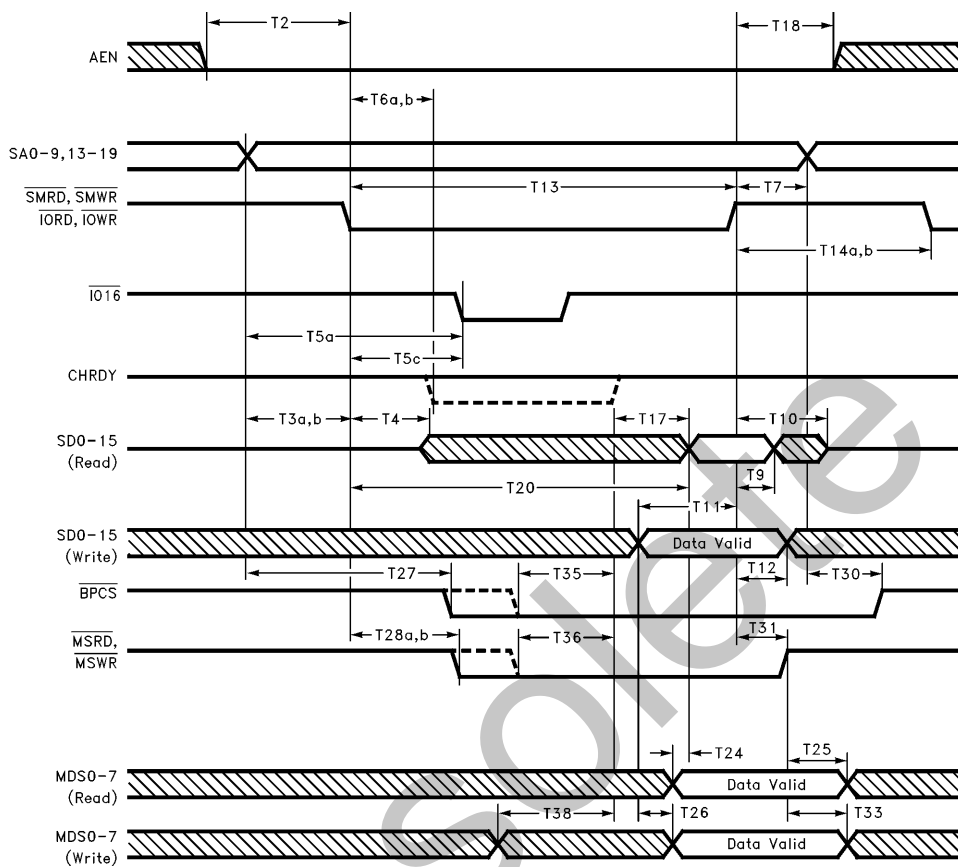 T2
T18
AEN
T6a,b
SA0-9,13-19
T13
T7
SMRD, SMWR
IORD, IOWR
T14a,b
IO16
T5a
T5c
CHRDY
T3a,b
T4
T17
T10
SD0-15
(Read)
T9
T20
T11
SD0-15
(Write)
Data Valid
T12
T27
T35
T30
BPCS
T28a,b
T36
T31
MSRD,
MSWR
T24
T25
MDS0-7
(Read)
Data Valid
T38
T26
T33
MDS0-7
(Write)
Data Valid
solete